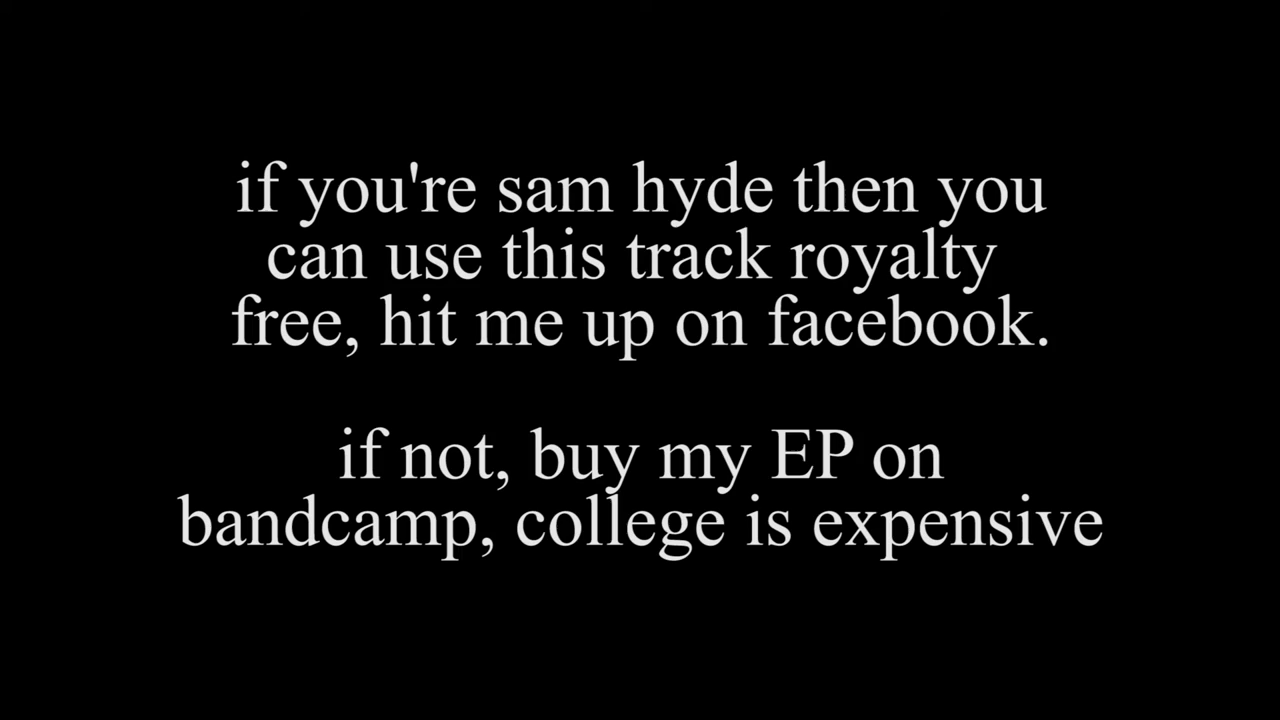 if you're sam hyde then you
can use this track royalty
free, hit me up on facebook.
if not, buy my EP on
bandcamp, college is expensive